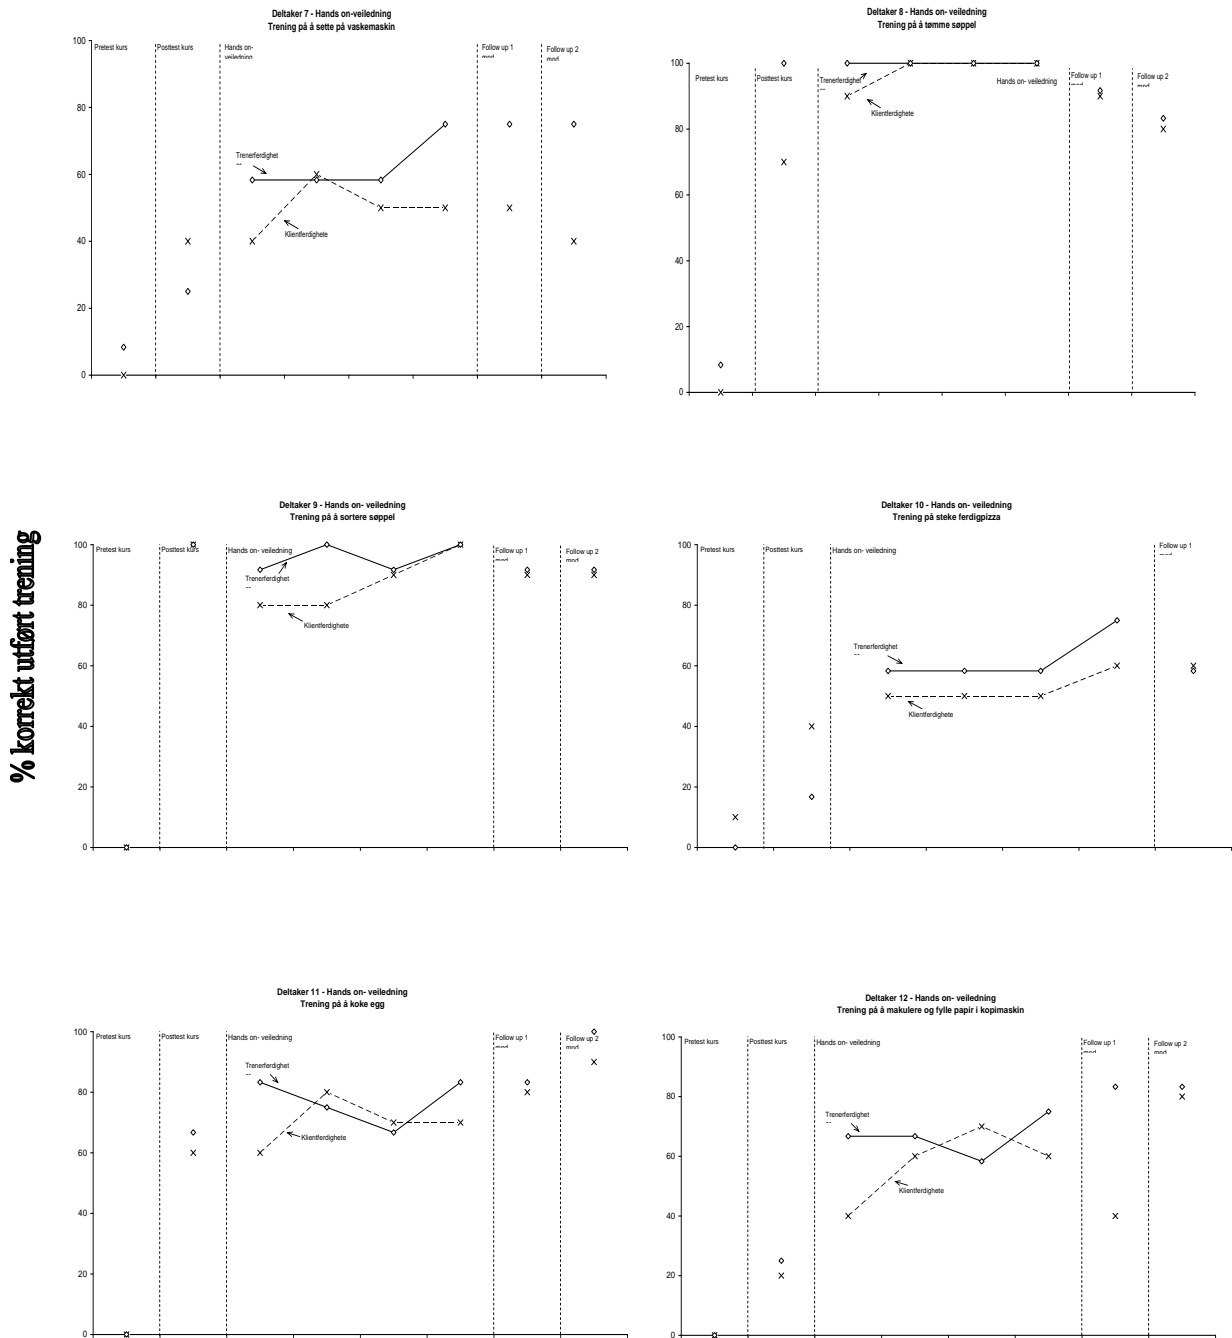 % korrekt utført trening
Deltaker 7 - Hands on-veiledning
Trening på å sette på vaskemaskin
Pretest kurs
Posttest kurs
Hands on-
veiledning
Follow up 1
Follow up 2
100
80
60
40
20
0
Trenerferdighet
Klientferdighete
Deltaker 8 - Hands on- veiledning
Trening på å tømme søppel
Pretest kurs
Posttest kurs
Trenerferdighet
Hands on- veiledning
Follow up 1
Follow up 2
100
80
60
40
20
0
Klientferdighete
Deltaker 9 - Hands on- veiledning
Trening på å sortere søppel
Pretest kurs
Posttest kurs
Hands on- veiledning
Follow up 1
Follow up 2
100
80
60
40
20
0
Trenerferdighet
Klientferdighete
Deltaker 10 - Hands on- veiledning
Trening på steke ferdigpizza
Pretest kurs
Posttest kurs
Hands on- veiledning
Follow up 1
100
80
60
40
20
0
Trenerferdighet
Klientferdighete
Deltaker 11 - Hands on- veiledning
Trening på å koke egg
Pretest kurs
Posttest kurs
Hands on- veiledning
Follow up 1
Follow up 2
100
80
60
40
20
0
Trenerferdighet
Klientferdighete
Deltaker 12 - Hands on- veiledning
Trening på å makulere og fylle papir i kopimaskin
Pretest kurs
Posttest kurs
Hands on- veiledning
Follow up 1
Follow up 2
100
80
60
40
20
0
Trenerferdighet
Klientferdighete